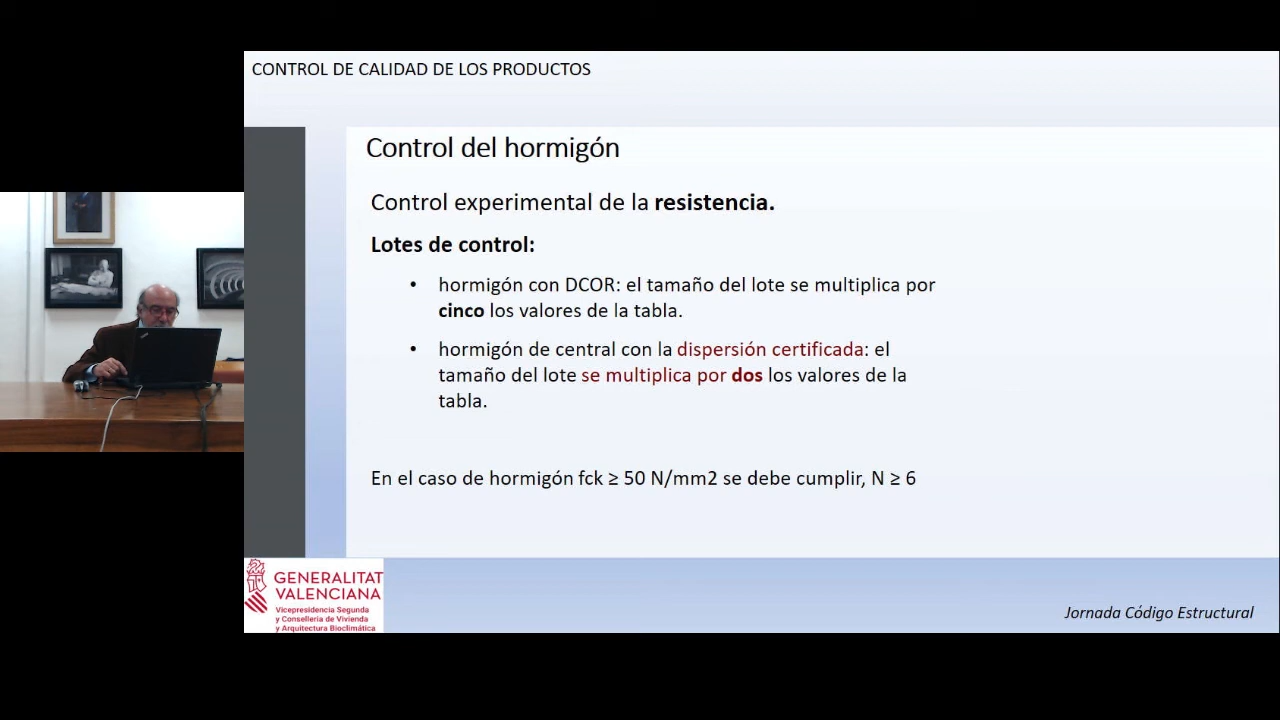 CONTROL DE CALIDAD DE LOS PRODUCTOS
Control del hormigón
Control experimental de la resistencia.
Lotes de control:
• hormigón con DCOR: el tamaño del lote se multiplica por
cinco los valores de la tabla.
• hormigón de central con la dispersión certificada: el
tamaño del lote se multiplica por dos los valores de la
tabla.
En el caso de hormigón fck ≥ 50 N/mm2 se debe cumplir, N ≥ 6
GENERALITAT
VALENCIANA
Vicepresidencia Segunda
y Conselleria de Vivienda
y Arquitectura Bioclimática
Jornada Código Estructural